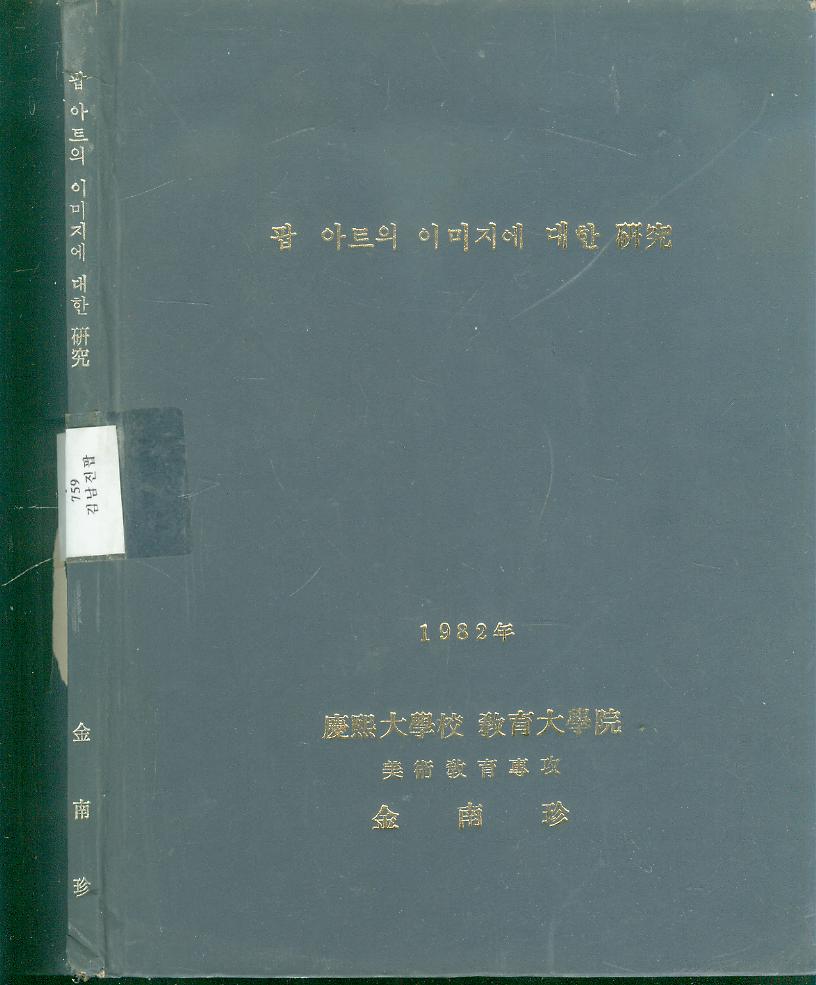 팝 아트의 이미지에 대한 硏究
759
김남진팝
金南珍
팝 아트의 이미지에 대한 硏究
1982年
慶熙大學校 敎育大學院
美術敎育專攻
金南珍